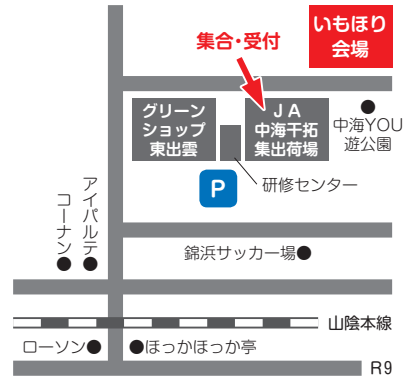 いもほり
会場
集合・受付
グリーン
ショップ
東出雲
JA
中海干拓
集出荷場
中海YOU
遊公園
P
研修センター
アイパルテ
コーナン
錦浜サッカー場
山陰本線
ローソン
ほっかほっか亭
R9